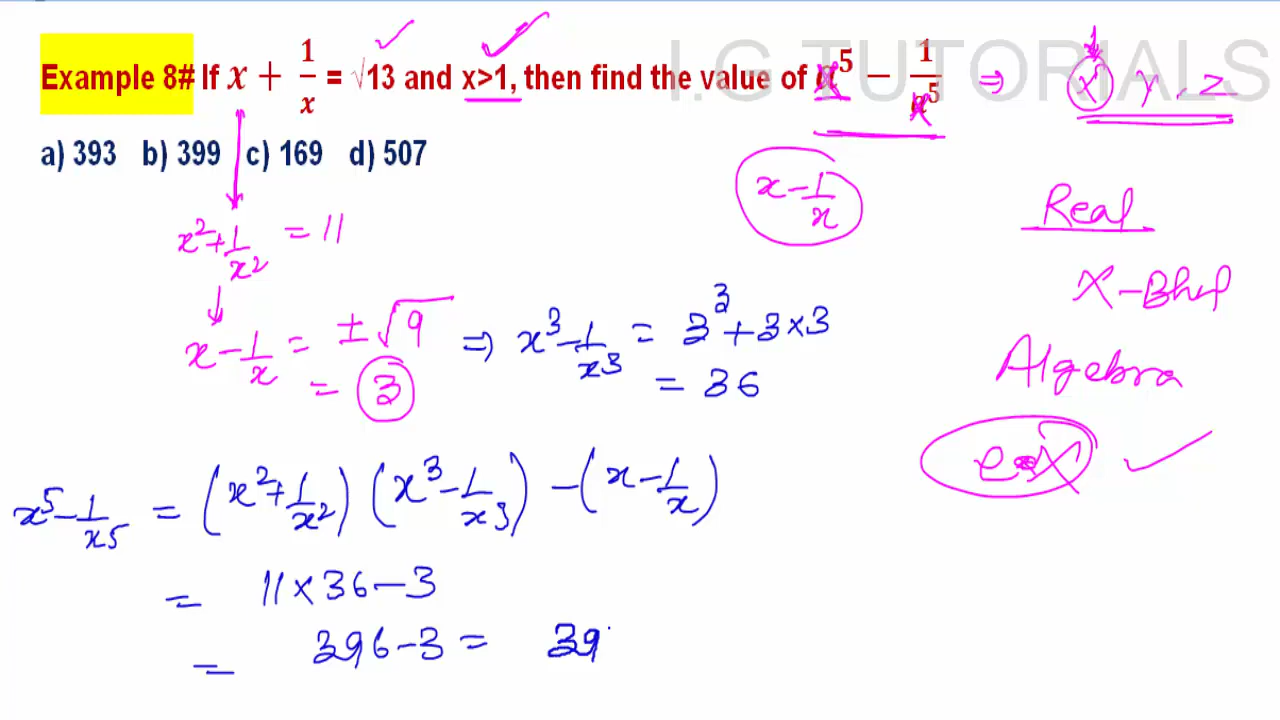 I.G TUTORIALS
Example 8# If x + 1/x = √13 and x>1, then find the value of x⁵ − 1/x⁵ ⇒ x, y, z
a) 393 b) 399 c) 169 d) 507
x − 1/x
x² + 1/x² = 11
Real
x − 1/x = ± √9 ⇒ x³ − 1/x³ = 3³ + 3×3
= 3 = 36
Algebra
x⁵ − 1/x⁵ = (x² + 1/x²) (x³ − 1/x³) − (x − 1/x)
= 11 × 36 − 3
= 396 − 3 = 39